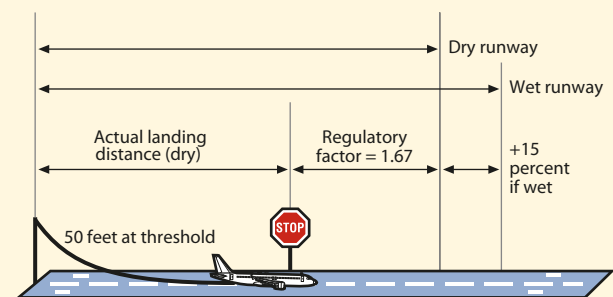 Dry runway
Wet runway
Actual landing
distance (dry)
Regulatory
factor = 1.67
+15
percent
if wet
50 feet at threshold
STOP